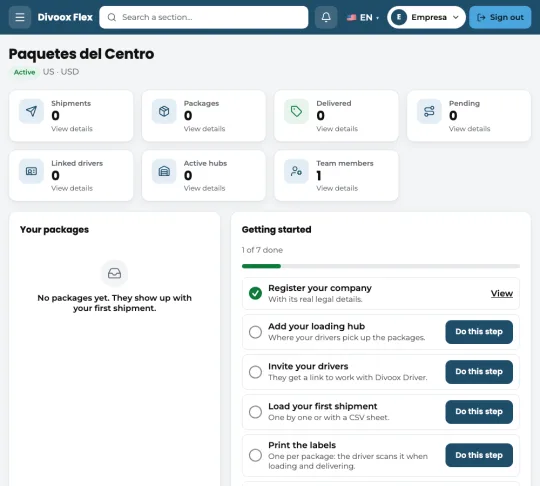 Divoox Flex
Search a section...
EN
E
Empresa
Sign out
Paquetes del Centro
Active
US · USD
Shipments
0
View details
Packages
0
View details
Delivered
0
View details
Pending
0
View details
Linked drivers
0
View details
Active hubs
0
View details
Team members
1
View details
Your packages
No packages yet. They show up with
your first shipment.
Getting started
1 of 7 done
Register your company
With its real legal details.
View
Add your loading hub
Where your drivers pick up the packages.
Do this step
Invite your drivers
They get a link to work with Divoox Driver.
Do this step
Load your first shipment
One by one or with a CSV sheet.
Do this step
Print the labels
One per package: the driver scans it when
loading and delivering.
Do this step